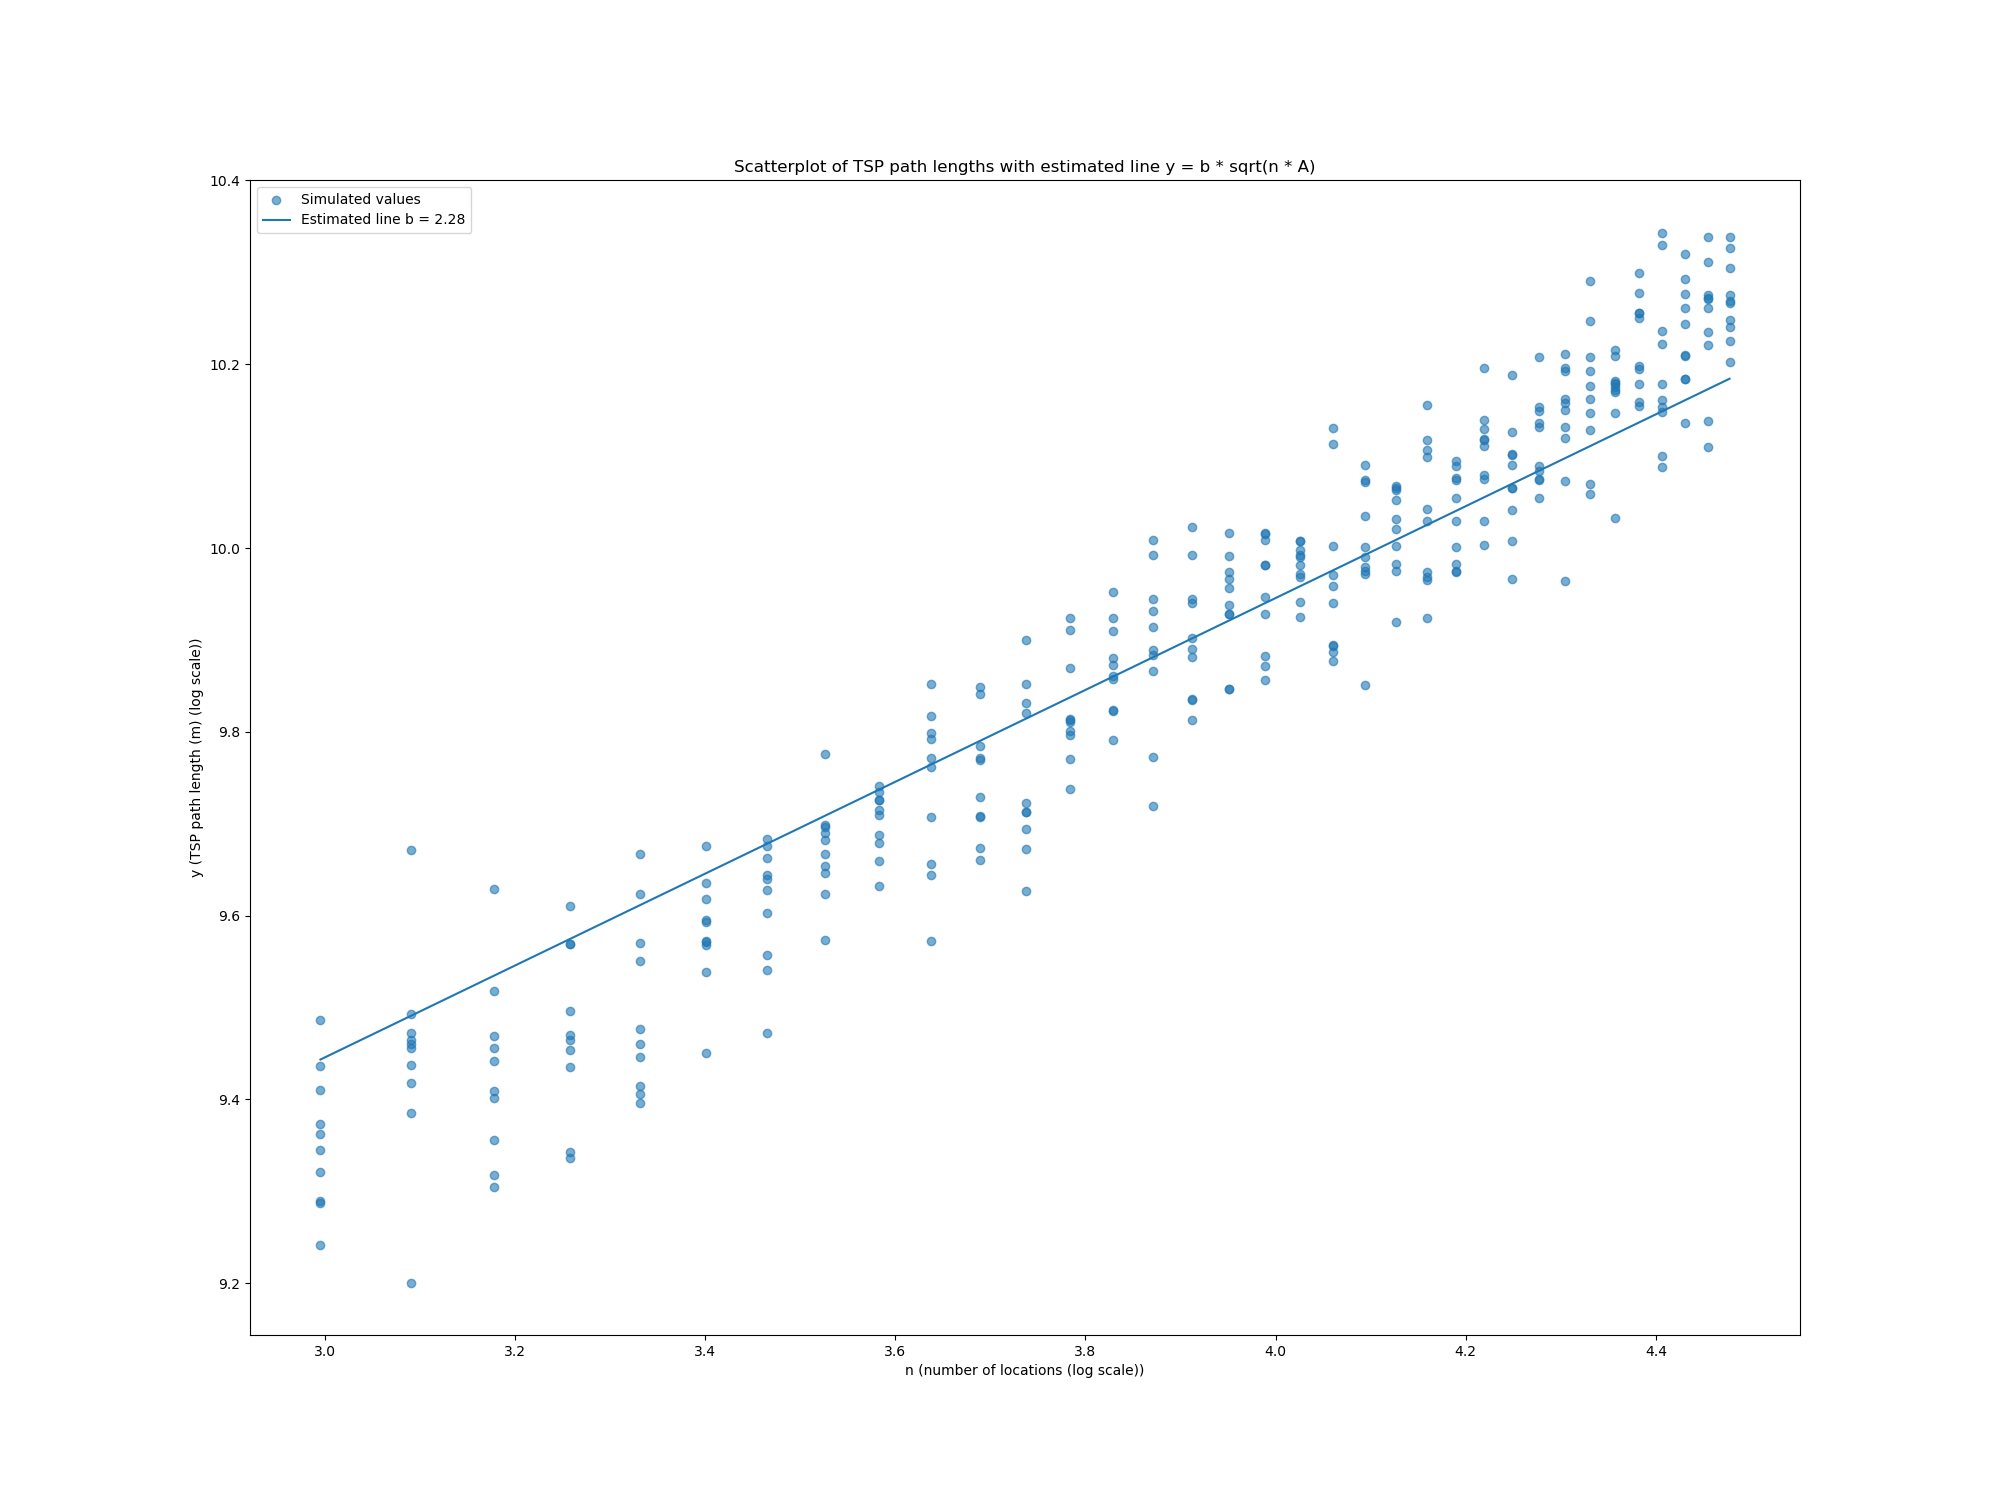 Scatterplot of TSP path lengths with estimated line y = b * sqrt(n * A)
Simulated values
Estimated line b = 2.28
10.4
10.2
10.0
9.8
9.6
9.4
9.2
y (TSP path length (m) (log scale))
3.0 3.2 3.4 3.6 3.8 4.0 4.2 4.4
n (number of locations (log scale))